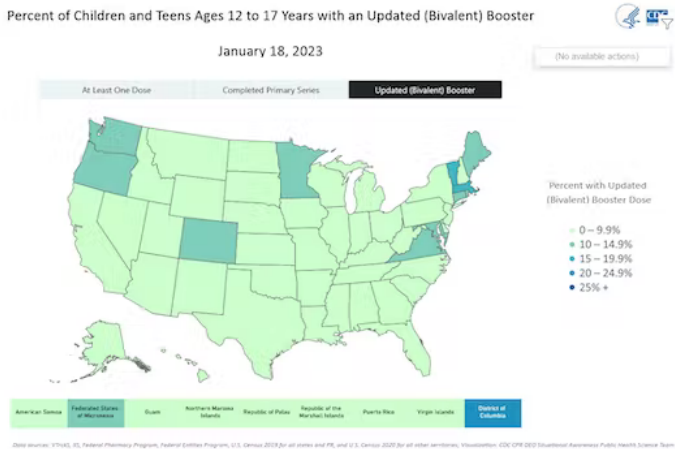 Percent of Children and Teens Ages 12 to 17 Years with an Updated (Bivalent) Booster
CDC
January 18, 2023
(No available actions)
At Least One Dose
Completed Primary Series
Updated (Bivalent) Booster
Percent with Updated
(Bivalent) Booster Dose
0 – 9.9%
10 – 14.9%
15 – 19.9%
20 – 24.9%
25% +
American Samoa
Federated States
of Micronesia
Guam
Northern Mariana
Islands
Republic of Palau
Republic of the
Marshall Islands
Puerto Rico
Virgin Islands
District of
Columbia
Data sources: VTrckS, IIS, Federal Pharmacy Program, Federal Entities Program, U.S. Census 2019 for all states and PR, and U.S. Census 2020 for all other territories; Visualization: CDC CPR DEO Situational Awareness Public Health Science Team